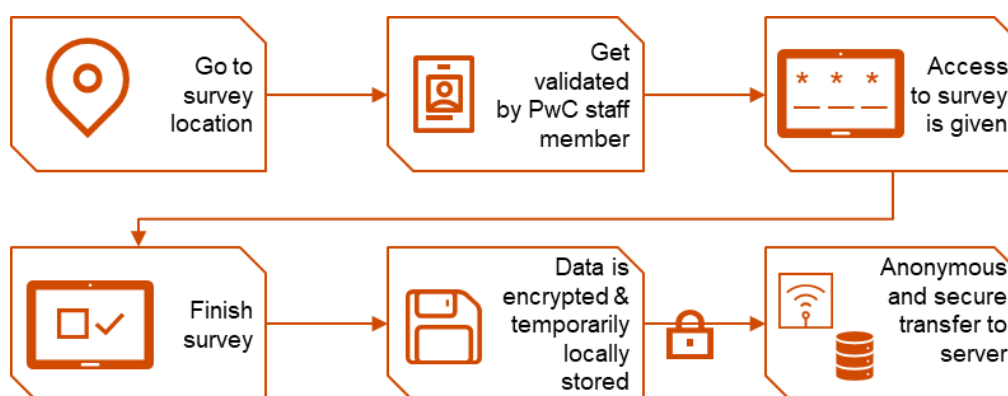 Go to
survey
location
Get
validated
by PwC staff
member
* * *
Access
to survey
is given
Finish
survey
Data is
encrypted &
temporarily
locally
stored
Anonymous
and secure
transfer to
server